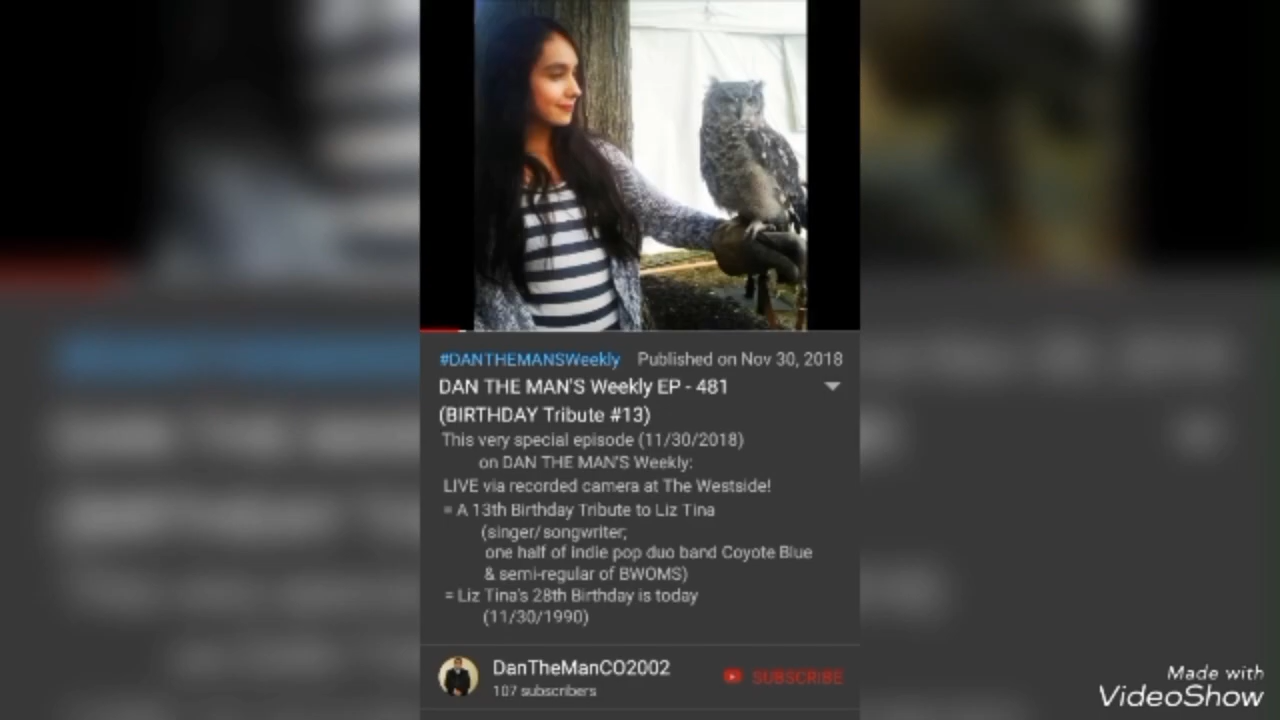 #DANTHEMANSWeekly Published on Nov 30, 2018
DAN THE MAN'S Weekly EP - 481
(BIRTHDAY Tribute #13)
This very special episode (11/30/2018)
on DAN THE MAN'S Weekly:
LIVE via recorded camera at The Westside!
= A 13th Birthday Tribute to Liz Tina
(singer/songwriter;
one half of indie pop duo band Coyote Blue
& semi-regular of BWOMS)
= Liz Tina's 28th Birthday is today
(11/30/1990)
DanTheManCO2002
SUBSCRIBE
107 subscribers
Made with
VideoShow